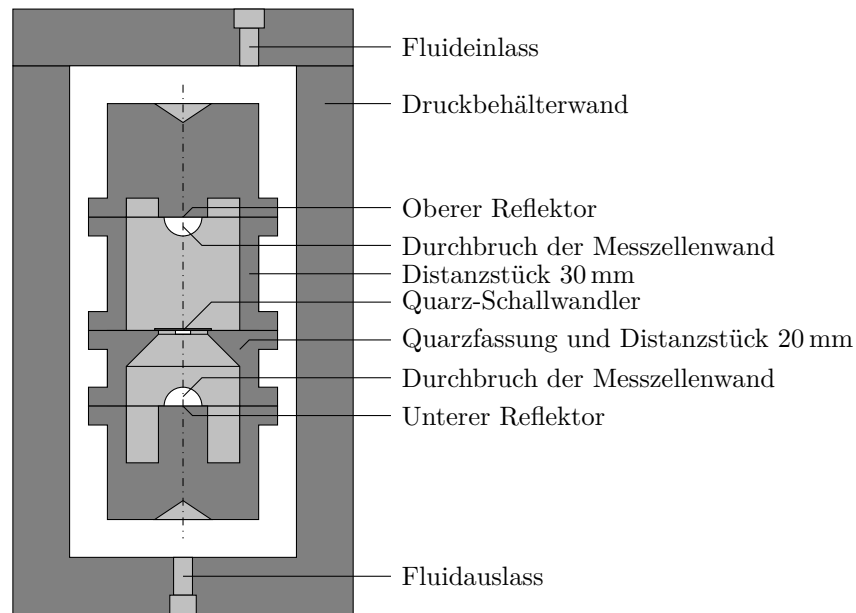 Fluideinlass
Druckbehälterwand
Oberer Reflektor
Durchbruch der Messzellenwand
Distanzstück 30 mm
Quarz-Schallwandler
Quarzfassung und Distanzstück 20 mm
Durchbruch der Messzellenwand
Unterer Reflektor
Fluidauslass